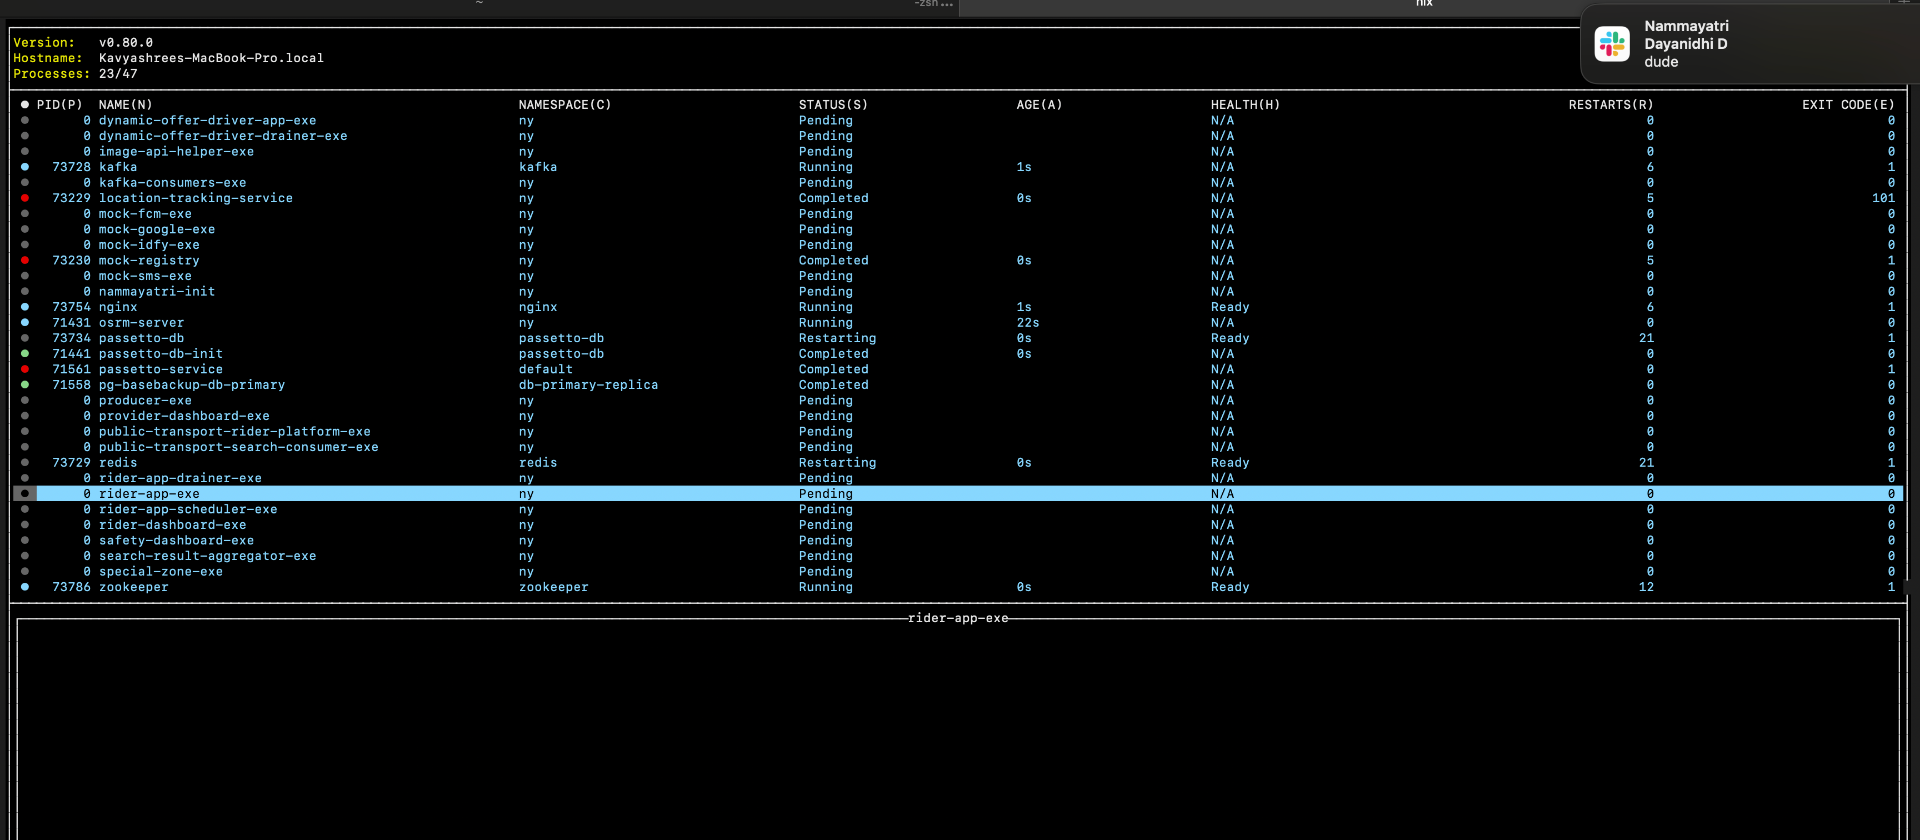 ~ -zsh ... nix
Nammayatri
Dayanidhi D
dude
Version: v0.80.0
Hostname: Kavyashrees-MacBook-Pro.local
Processes: 23/47
● PID(P) NAME(N) NAMESPACE(C) STATUS(S) AGE(A) HEALTH(H) RESTARTS(R) EXIT CODE(E)
● 0 dynamic-offer-driver-app-exe ny Pending N/A 0 0
● 0 dynamic-offer-driver-drainer-exe ny Pending N/A 0 0
● 0 image-api-helper-exe ny Pending N/A 0 0
● 73728 kafka kafka Running 1s N/A 6 1
● 0 kafka-consumers-exe ny Pending N/A 0 0
● 73229 location-tracking-service ny Completed 0s N/A 5 101
● 0 mock-fcm-exe ny Pending N/A 0 0
● 0 mock-google-exe ny Pending N/A 0 0
● 0 mock-idfy-exe ny Pending N/A 0 0
● 73230 mock-registry ny Completed 0s N/A 5 1
● 0 mock-sms-exe ny Pending N/A 0 0
● 0 nammayatri-init ny Pending N/A 0 0
● 73754 nginx nginx Running 1s Ready 6 1
● 71431 osrm-server ny Running 22s N/A 0 0
● 73734 passetto-db passetto-db Restarting 0s Ready 21 1
● 71441 passetto-db-init passetto-db Completed 0s N/A 0 0
● 71561 passetto-service default Completed N/A 0 1
● 71558 pg-basebackup-db-primary db-primary-replica Completed N/A 0 0
● 0 producer-exe ny Pending N/A 0 0
● 0 provider-dashboard-exe ny Pending N/A 0 0
● 0 public-transport-rider-platform-exe ny Pending N/A 0 0
● 0 public-transport-search-consumer-exe ny Pending N/A 0 0
● 73729 redis redis Restarting 0s Ready 21 1
● 0 rider-app-drainer-exe ny Pending N/A 0 0
● 0 rider-app-exe ny Pending N/A 0 0
● 0 rider-app-scheduler-exe ny Pending N/A 0 0
● 0 rider-dashboard-exe ny Pending N/A 0 0
● 0 safety-dashboard-exe ny Pending N/A 0 0
● 0 search-result-aggregator-exe ny Pending N/A 0 0
● 0 special-zone-exe ny Pending N/A 0 0
● 73786 zookeeper zookeeper Running 0s Ready 12 1
rider-app-exe